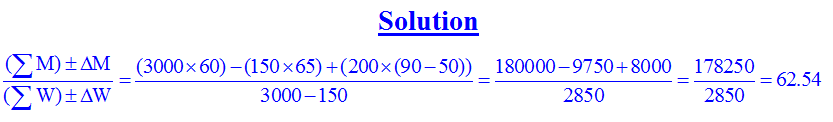 Solution
(∑ M) ± ΔM / (∑ W) ± ΔW = (3000×60) − (150×65) + (200×(90−50)) / 3000−150 = 180000−9750+8000 / 2850 = 178250 / 2850 = 62.54